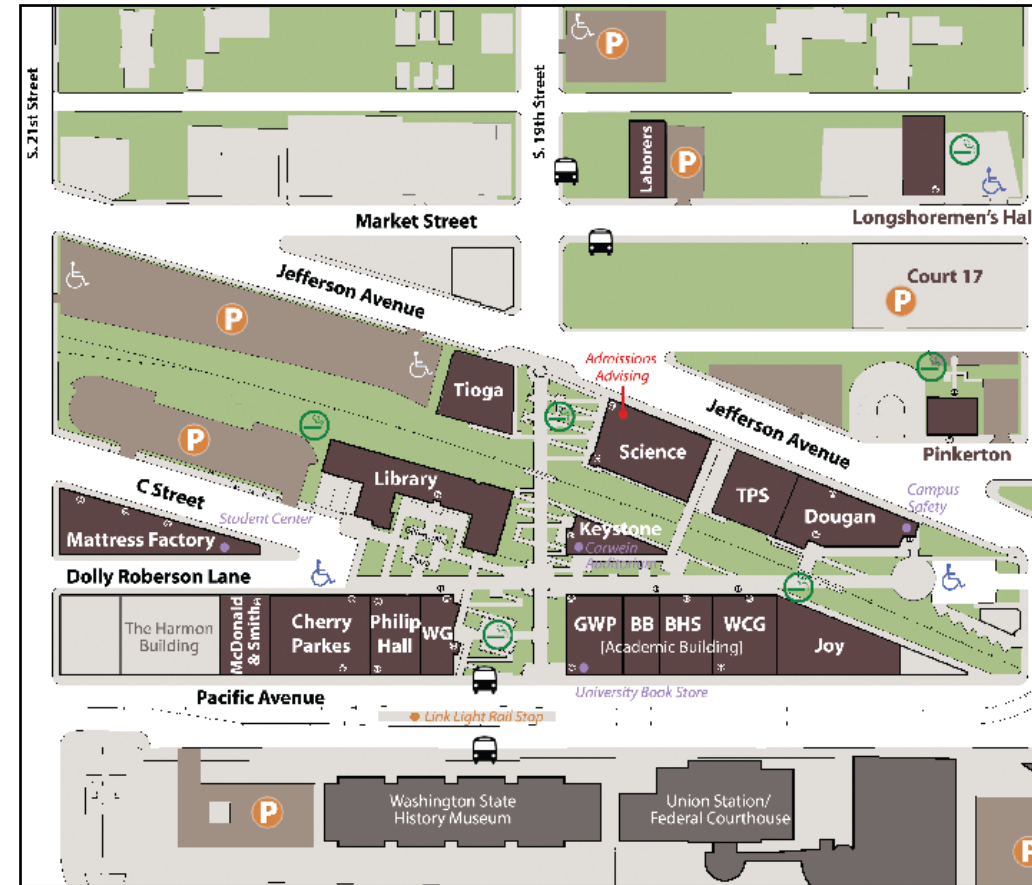 P
S. 21st Street
S. 19th Street
Laborers
P
Market Street
Longshoremen's Hal
Jefferson Avenue
Court 17
P
P
Admissions
Advising
Tioga
Jefferson Avenue
Science
Pinkerton
P
Library
TPS
Dougan
Campus
Safety
C Street
Student Center
Mattress Factory
Keystone
Carwein
Auditorium
Dolly Roberson Lane
The Harmon
Building
McDonald
& Smith
Cherry
Parkes
Philip
Hall
WG
GWP
BB
BHS
WCG
[Academic Building]
Joy
University Book Store
Pacific Avenue
Link Light Rail Stop
P
Washington State
History Museum
Union Station/
Federal Courthouse
P